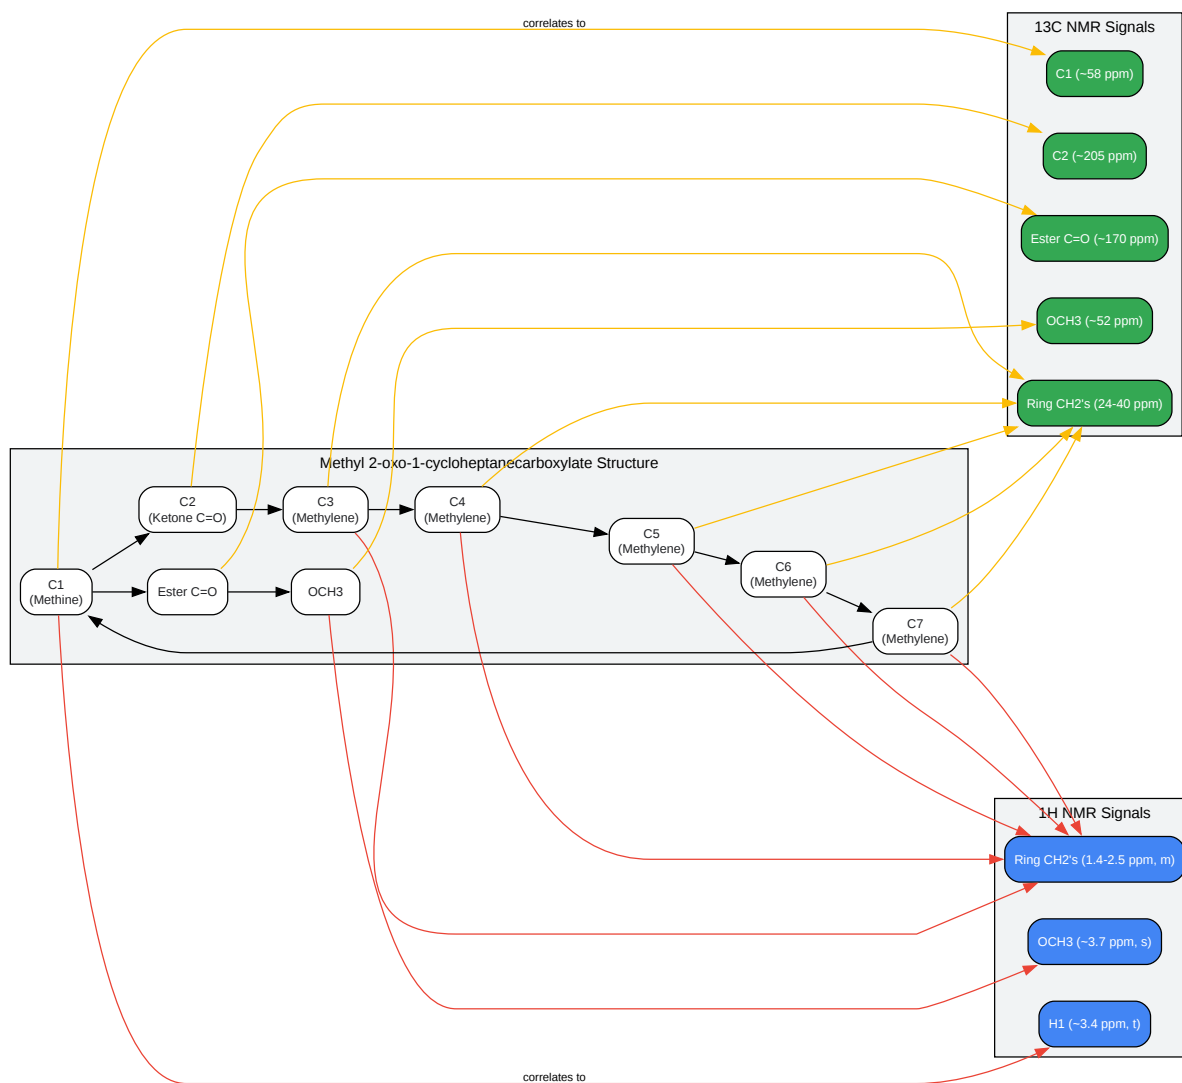 correlates to
13C NMR Signals
C1 (~58 ppm)
C2 (~205 ppm)
Ester C=O (~170 ppm)
OCH3 (~52 ppm)
Ring CH2's (24-40 ppm)
Methyl 2-oxo-1-cycloheptanecarboxylate Structure
C2
(Ketone C=O)
C3
(Methylene)
C4
(Methylene)
C5
(Methylene)
C6
(Methylene)
C1
(Methine)
Ester C=O
OCH3
C7
(Methylene)
1H NMR Signals
Ring CH2's (1.4-2.5 ppm, m)
OCH3 (~3.7 ppm, s)
H1 (~3.4 ppm, t)
correlates to